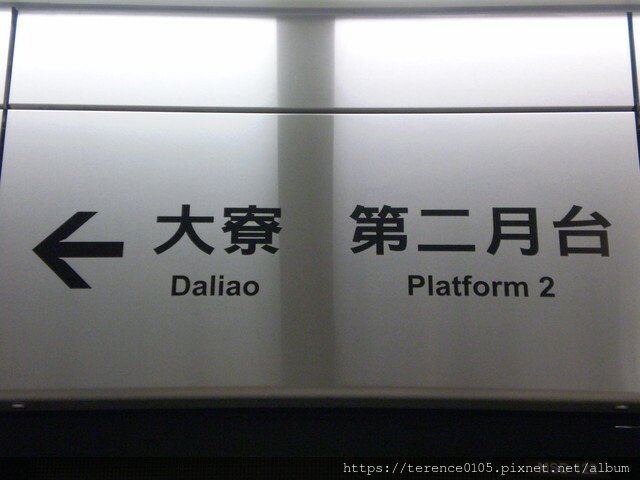 大寮 第二月台
Daliao Platform 2
https://terence0105.pixnet.net/album